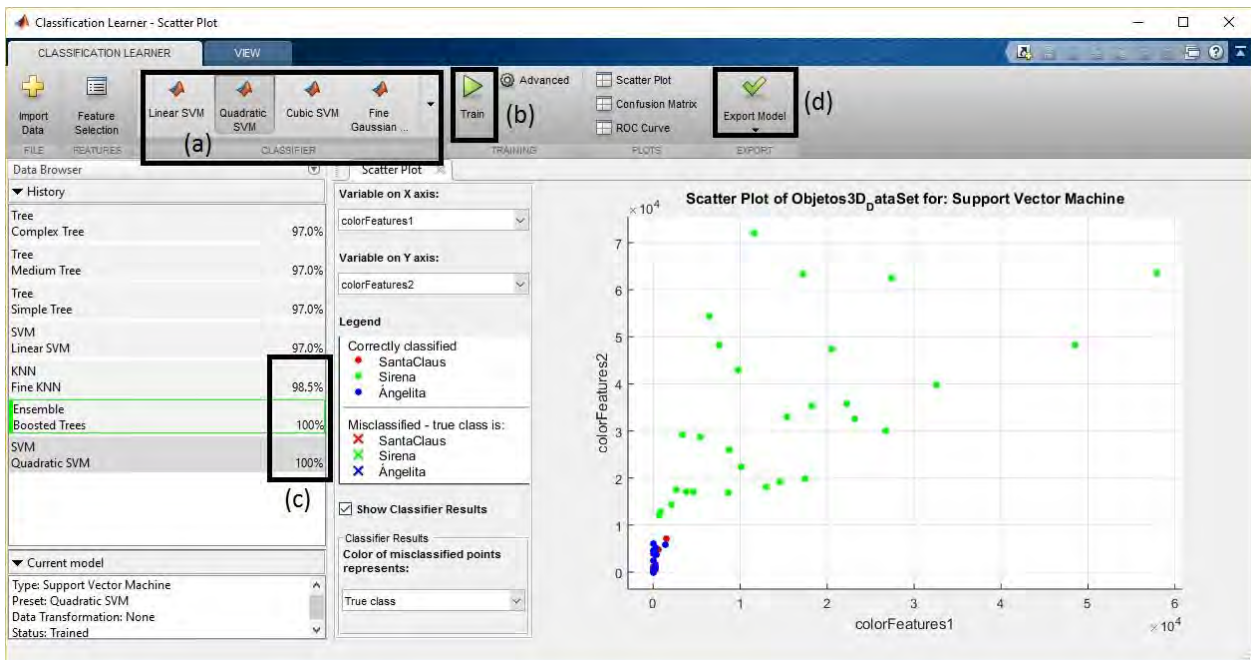 Classification Learner - Scatter Plot
CLASSIFICATION LEARNER
VIEW
Import Data
Feature Selection
Linear SVM
Quadratic SVM
Cubic SVM
Fine Gaussian ...
(a)
Train
(b)
Advanced
Scatter Plot
Confusion Matrix
ROC Curve
Export Model
(d)
FILE
FEATURES
CLASSIFIER
TRAINING
PLOTS
EXPORT
Data Browser
History
Tree
Complex Tree 97.0%
Tree
Medium Tree 97.0%
Tree
Simple Tree 97.0%
SVM
Linear SVM 97.0%
KNN
Fine KNN 98.5%
Ensemble
Boosted Trees 100%
SVM
Quadratic SVM 100%
(c)
Current model
Type: Support Vector Machine
Preset: Quadratic SVM
Data Transformation: None
Status: Trained
Scatter Plot
Variable on X axis:
colorFeatures1
Variable on Y axis:
colorFeatures2
Legend
Correctly classified
SantaClaus
Sirena
Ángelita
Misclassified - true class is:
SantaClaus
Sirena
Ángelita
Show Classifier Results
Classifier Results
Color of misclassified points
represents:
True class
Scatter Plot of Objetos3D_DataSet for: Support Vector Machine
× 10^4
7
6
5
4
3
2
1
0
colorFeatures2
0 1 2 3 4 5 6
colorFeatures1
× 10^4